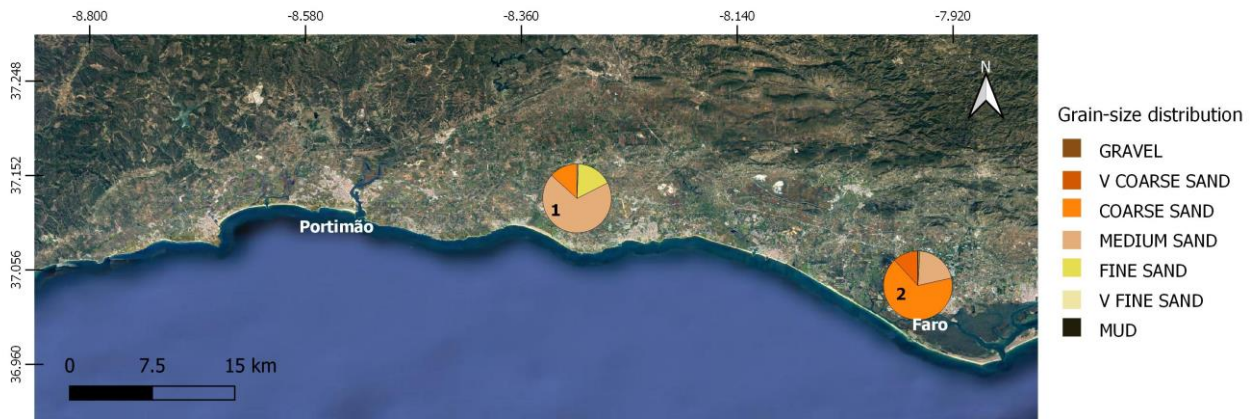 -8.800 -8.580 -8.360 -8.140 -7.920
37.248
37.152
37.056
36.960
N
1
Portimão
2
Faro
0 7.5 15 km
Grain-size distribution
GRAVEL
V COARSE SAND
COARSE SAND
MEDIUM SAND
FINE SAND
V FINE SAND
MUD